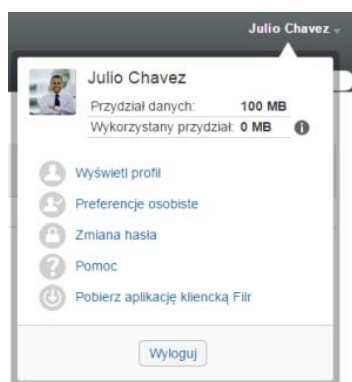 Julio Chavez
Julio Chavez
Przydział danych: 100 MB
Wykorzystany przydział: 0 MB
Wyświetl profil
Preferencje osobiste
Zmiana hasła
Pomoc
Pobierz aplikację kliencką Filr
Wyloguj